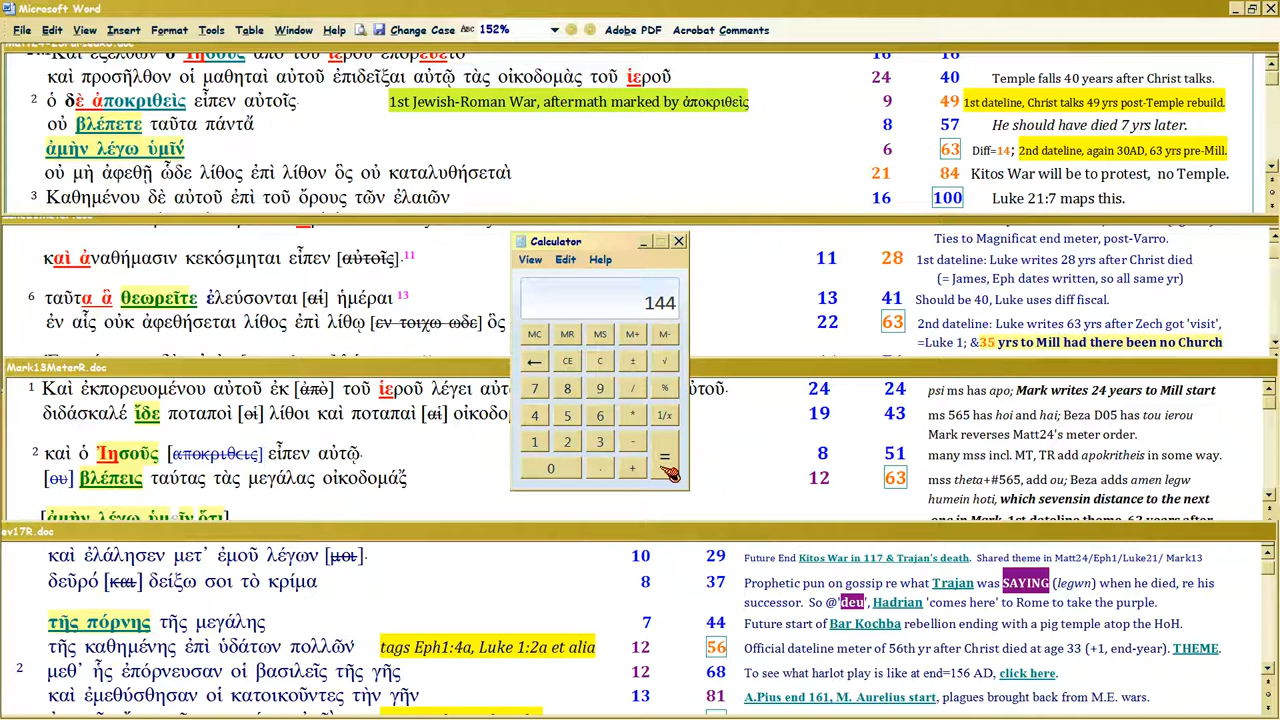 Microsoft Word
File Edit View Insert Format Tools Table Window Help Change Case Abc 152% Adobe PDF Acrobat Comments
καὶ προσῆλθον οἱ μαθηταὶ αὐτοῦ ἐπιδεῖξαι αὐτῷ τὰς οἰκοδομὰς τοῦ ἱεροῦ 24 40 Temple falls 40 years after Christ talks.
2 ὁ δὲ ἀποκριθεὶς εἶπεν αὐτοῖς· 1st Jewish-Roman War, aftermath marked by ἀποκριθεὶς 9 49 1st dateline, Christ talks 49 yrs post-Temple rebuild.
οὐ βλέπετε ταῦτα πάντα 8 57 He should have died 7 yrs later.
ἀμὴν λέγω ὑμῖν 6 63 Diff=14; 2nd dateline, again 30AD, 63 yrs pre-Mill.
οὐ μὴ ἀφεθῇ ὧδε λίθος ἐπὶ λίθον ὃς οὐ καταλυθήσεταὶ 21 84 Kitos War will be to protest, no Temple.
3 Καθημένου δὲ αὐτοῦ ἐπὶ τοῦ ὄρους τῶν ἐλαιῶν 16 100 Luke 21:7 maps this.
Ties to Magnificat end meter, post-Varro.
καὶ ἀναθήμασιν κεκόσμηται εἶπεν [αὐτοῖς]. 11 11 28 1st dateline: Luke writes 28 yrs after Christ died
(= James, Eph dates written, so all same yr)
6 ταῦτα ἃ θεωρεῖτε ἐλεύσονται [αἱ] ἡμέραι 13 13 41 Should be 40, Luke uses diff fiscal.
ἐν αἷς οὐκ ἀφεθήσεται λίθος ἐπὶ λίθῳ [εν τοιχω ωδε] ὃς 22 63 2nd dateline: Luke writes 63 yrs after Zech got 'visit',
=Luke 1; &35 yrs to Mill had there been no Church
Calculator
View Edit Help
144
MC MR MS M+ M-
← CE C ± √
7 8 9 / %
4 5 6 * 1/x
1 2 3 - =
0 . +
Mark13MeterR.doc
1 Καὶ ἐκπορευομένου αὐτοῦ ἐκ [ἀπὸ] τοῦ ἱεροῦ λέγει 24 24 psi ms has apo; Mark writes 24 years to Mill start
διδάσκαλέ ἴδε ποταποὶ [οἱ] λίθοι καὶ ποταπαὶ [αἱ] 19 43 ms 565 has hoi and hai; Beza D05 has tou ierou
Mark reverses Matt24's meter order.
2 καὶ ὁ Ἰησοῦς [αποκριθεις] εἶπεν αὐτῷ· 8 51 many mss incl. MT, TR add apokritheis in some way.
[ου] βλέπεις ταύτας τὰς μεγάλας οἰκοδομάς 12 63 mss theta+#565, add ou; Beza adds amen legw
humein hoti, which sevensin distance to the next
[ἀμὴν λέγω ὑμῖν ὅτι]
ev17R.doc
καὶ ἐλάλησεν μετ᾽ ἐμοῦ λέγων [μοι]· 10 29 Future End Kitos War in 117 & Trajan's death. Shared theme in Matt24/Eph1/Luke21/ Mark13
δεῦρό [και] δείξω σοι τὸ κρίμα 8 37 Prophetic pun on gossip re what Trajan was SAYING (legwn) when he died, re his
successor. So @'deu', Hadrian 'comes here' to Rome to take the purple.
τῆς πόρνης τῆς μεγάλης 7 44 Future start of Bar Kochba rebellion ending with a pig temple atop the HoH.
τῆς καθημένης ἐπὶ ὑδάτων πολλῶν tags Eph1:4a, Luke 1:2a et alia 12 56 Official dateline meter of 56th yr after Christ died at age 33 (+1, end-year). THEME.
2 μεθ᾽ ἧς ἐπόρνευσαν οἱ βασιλεῖς τῆς γῆς 12 68 To see what harlot play is like at end=156 AD, click here.
καὶ ἐμεθύσθησαν οἱ κατοικοῦντες τὴν γῆν 13 81 A.Pius end 161, M. Aurelius start, plagues brought back from M.E. wars.